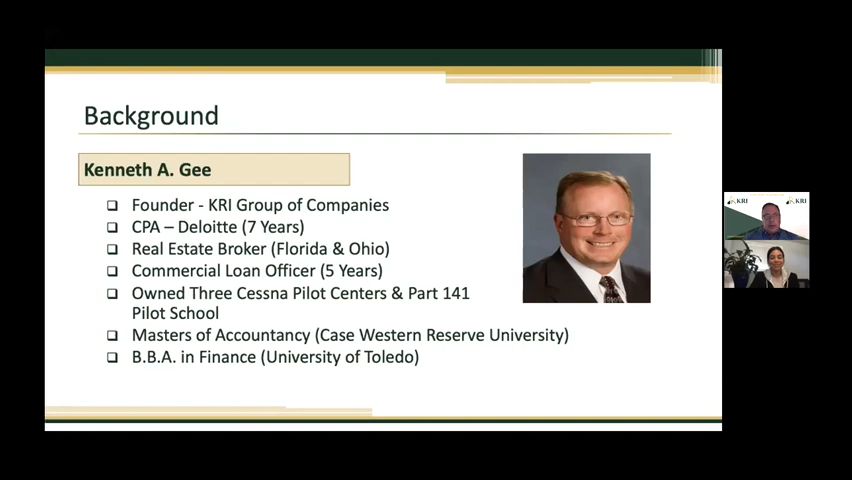 Background
Kenneth A. Gee
Founder - KRI Group of Companies
CPA – Deloitte (7 Years)
Real Estate Broker (Florida & Ohio)
Commercial Loan Officer (5 Years)
Owned Three Cessna Pilot Centers & Part 141
Pilot School
Masters of Accountancy (Case Western Reserve University)
B.B.A. in Finance (University of Toledo)
KRI
KRI